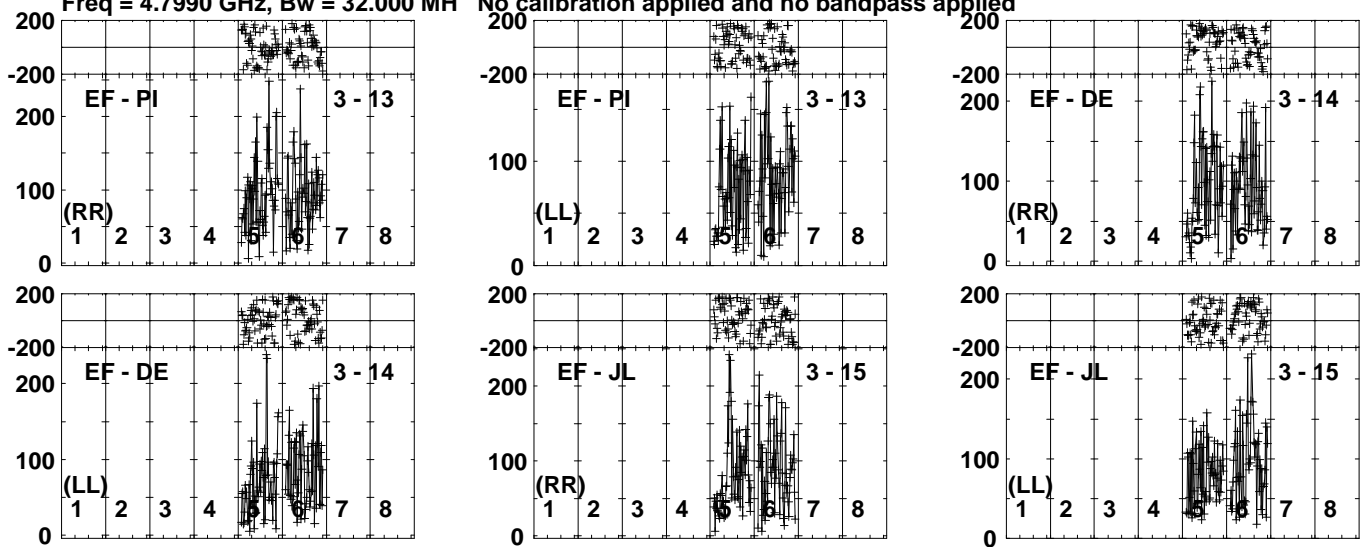 Freq = 4.7990 GHz, Bw = 32.000 MH No calibration applied and no bandpass applied
200
-200
EF - PI 3 - 13
200
100
(RR)
1 2 3 4 5 6 7 8
0
200
-200
EF - PI 3 - 13
100
(LL)
1 2 3 4 5 6 7 8
0
200
-200
EF - DE 3 - 14
200
100
(RR)
1 2 3 4 5 6 7 8
0
200
-200
EF - DE 3 - 14
200
100
(LL)
1 2 3 4 5 6 7 8
0
200
-200
EF - JL 3 - 15
200
100
(RR)
1 2 3 4 5 6 7 8
0
200
-200
EF - JL 3 - 15
200
100
(LL)
1 2 3 4 5 6 7 8
0